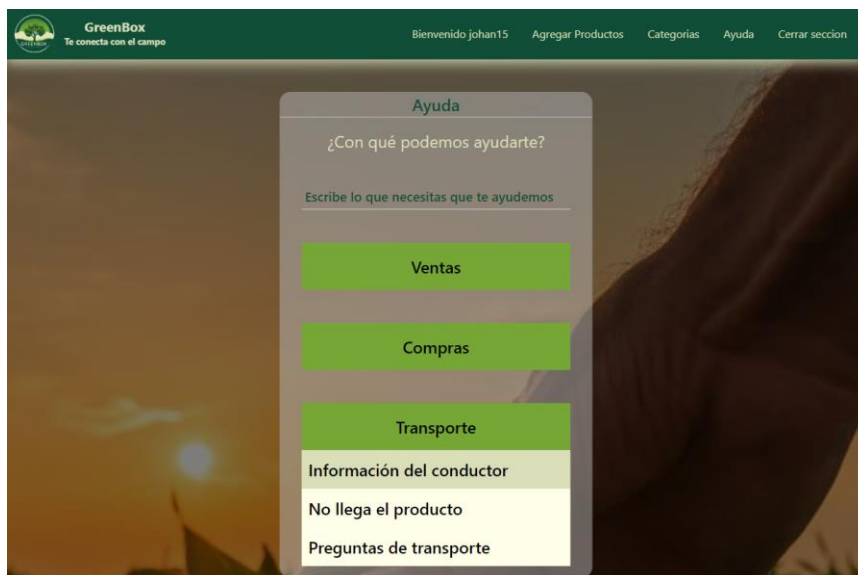 GreenBox
Te conecta con el campo
Bienvenido johan15 Agregar Productos Categorias Ayuda Cerrar seccion
GREENBOX
Ayuda
¿Con qué podemos ayudarte?
Escribe lo que necesitas que te ayudemos
Ventas
Compras
Transporte
Información del conductor
No llega el producto
Preguntas de transporte